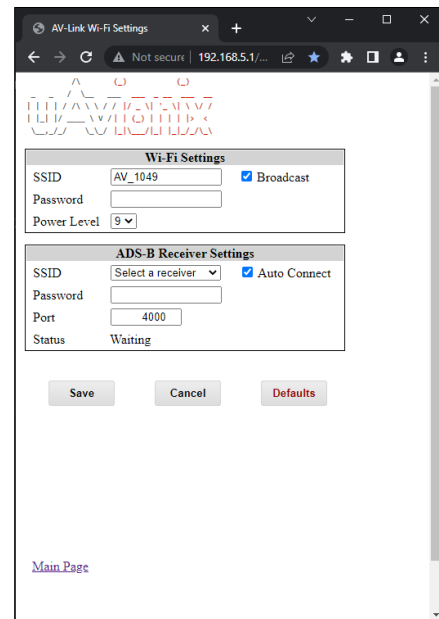 AV-Link Wi-Fi Settings
Not secure 192.168.5.1/...
Wi-Fi Settings
SSID AV_1049 Broadcast
Password
Power Level 9
ADS-B Receiver Settings
SSID Select a receiver Auto Connect
Password
Port 4000
Status Waiting
Save Cancel Defaults
Main Page